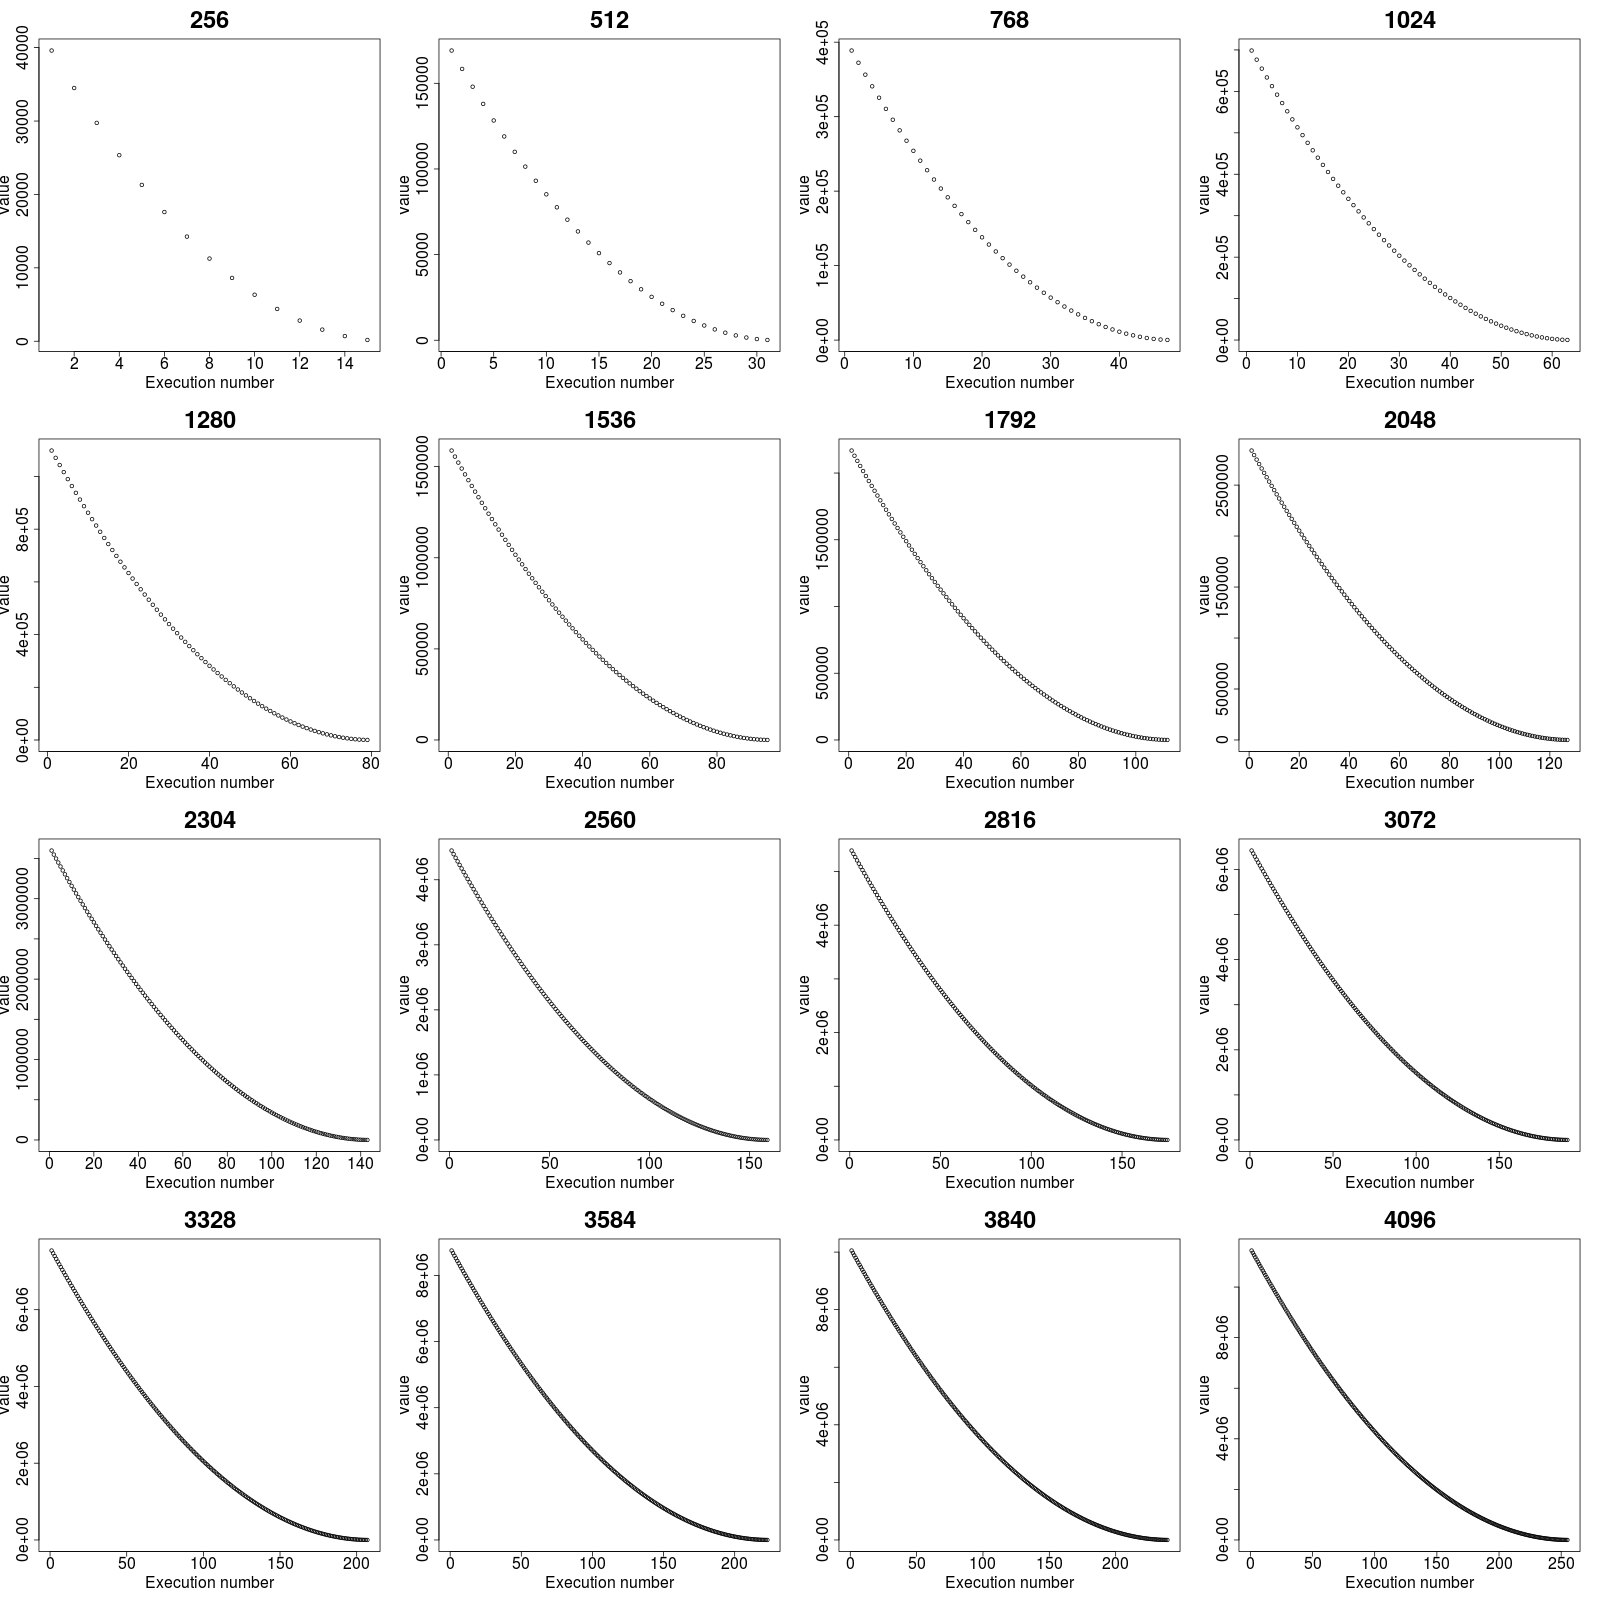 256
value
0 10000 20000 30000 40000
2 4 6 8 10 12 14
Execution number
512
value
0 50000 100000 150000
0 5 10 15 20 25 30
Execution number
768
value
0e+00 1e+05 2e+05 3e+05 4e+05
0 10 20 30 40
Execution number
1024
value
0e+00 2e+05 4e+05 6e+05
0 10 20 30 40 50 60
Execution number
1280
value
0e+00 4e+05 8e+05
0 20 40 60 80
Execution number
1536
value
0 500000 1000000 1500000
0 20 40 60 80
Execution number
1792
value
0 500000 1500000
0 20 40 60 80 100
Execution number
2048
value
0 500000 1500000 2500000
0 20 40 60 80 100 120
Execution number
2304
value
0 1000000 2000000 3000000
0 20 40 60 80 100 120 140
Execution number
2560
value
0e+00 1e+06 2e+06 3e+06 4e+06
0 50 100 150
Execution number
2816
value
0e+00 2e+06 4e+06
0 50 100 150
Execution number
3072
value
0e+00 2e+06 4e+06 6e+06
0 50 100 150
Execution number
3328
value
0e+00 2e+06 4e+06 6e+06
0 50 100 150 200
Execution number
3584
value
0e+00 2e+06 4e+06 6e+06 8e+06
0 50 100 150 200
Execution number
3840
value
0e+00 4e+06 8e+06
0 50 100 150 200
Execution number
4096
value
0e+00 4e+06 8e+06
0 50 100 150 200 250
Execution number